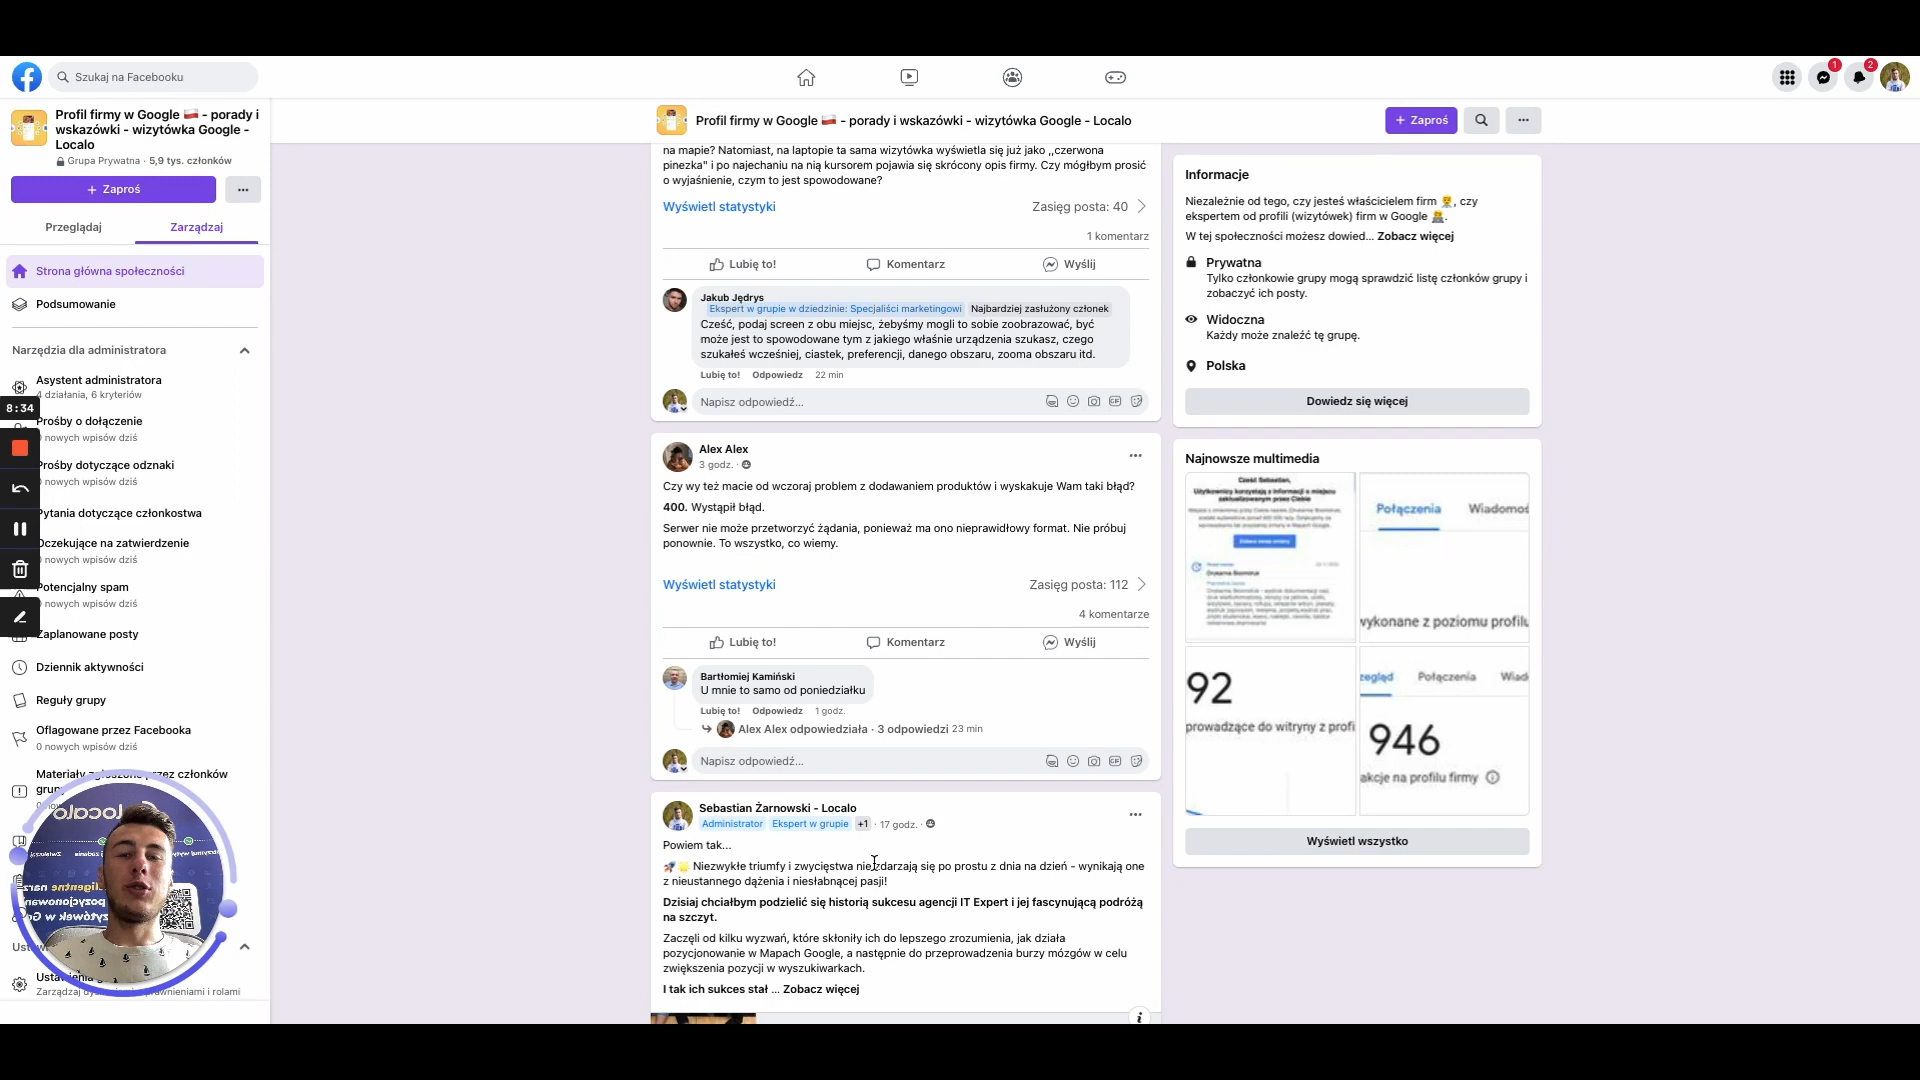 Szukaj na Facebooku
1
2
Profil firmy w Google 🇵🇱 - porady i
wskazówki - wizytówka Google -
Localo
Grupa Prywatna · 5,9 tys. członków
+ Zaproś
Przeglądaj
Zarządzaj
Strona główna społeczności
Podsumowanie
Narzędzia dla administratora
Asystent administratora
4 działania, 6 kryteriów
8:34
Prośby o dołączenie
0 nowych wpisów dziś
Prośby dotyczące odznaki
0 nowych wpisów dziś
Pytania dotyczące członkostwa
Oczekujące na zatwierdzenie
0 nowych wpisów dziś
Potencjalny spam
0 nowych wpisów dziś
Zaplanowane posty
Dziennik aktywności
Reguły grupy
Oflagowane przez Facebooka
0 nowych wpisów dziś
Materiały zgłoszone przez członków
Zarządzaj
rolami
Profil firmy w Google 🇵🇱 - porady i wskazówki - wizytówka Google - Localo
+ Zaproś
na mapie? Natomiast, na laptopie ta sama wizytówka wyświetla się już jako ,,czerwona
pinezka" i po najechaniu na nią kursorem pojawia się skrócony opis firmy. Czy mógłbym prosić
o wyjaśnienie, czym to jest spowodowane?
Wyświetl statystyki
Zasięg posta: 40
1 komentarz
Lubię to!
Komentarz
Wyślij
Jakub Jędrys
Ekspert w grupie w dziedzinie: Specjaliści marketingowi Najbardziej zasłużony członek
Cześć, podaj screen z obu miejsc, żebyśmy mogli to sobie zoobrazować, być
może jest to spowodowane tym z jakiego właśnie urządzenia szukasz, czego
szukałeś wcześniej, ciastek, preferencji, danego obszaru, zooma obszaru itd.
Lubię to! Odpowiedz 22 min
Napisz odpowiedź...
Alex Alex
3 godz. ·
Czy wy też macie od wczoraj problem z dodawaniem produktów i wyskakuje Wam taki błąd?
400. Wystąpił błąd.
Serwer nie może przetworzyć żądania, ponieważ ma ono nieprawidłowy format. Nie próbuj
ponownie. To wszystko, co wiemy.
Wyświetl statystyki
Zasięg posta: 112
4 komentarze
Lubię to!
Komentarz
Wyślij
Bartłomiej Kamiński
U mnie to samo od poniedziałku
Lubię to! Odpowiedz 1 godz.
Alex Alex odpowiedziała · 3 odpowiedzi 23 min
Napisz odpowiedź...
Sebastian Żarnowski - Localo
Administrator Ekspert w grupie +1 · 17 godz. ·
Powiem tak...
🚀🌟 Niezwykłe triumfy i zwycięstwa nie zdarzają się po prostu z dnia na dzień - wynikają one
z nieustannego dążenia i niesłabnącej pasji!
Dzisiaj chciałbym podzielić się historią sukcesu agencji IT Expert i jej fascynującą podróżą
na szczyt.
Zaczęli od kilku wyzwań, które skłoniły ich do lepszego zrozumienia, jak działa
pozycjonowanie w Mapach Google, a następnie do przeprowadzenia burzy mózgów w celu
zwiększenia pozycji w wyszukiwarkach.
I tak ich sukces stał ... Zobacz więcej
Informacje
Niezależnie od tego, czy jesteś właścicielem firm 👨‍💼, czy
ekspertem od profili (wizytówek) firm w Google 👨‍💻.
W tej społeczności możesz dowied... Zobacz więcej
Prywatna
Tylko członkowie grupy mogą sprawdzić listę członków grupy i
zobaczyć ich posty.
Widoczna
Każdy może znaleźć tę grupę.
Polska
Dowiedz się więcej
Najnowsze multimedia
Cześć Sebastian,
Użytkownicy korzystają z informacji o miejscu
zaktualizowanym przez Ciebie
Połączenia
Wiadomoś
wykonane z poziomu profilu
92
prowadzące do witryny z profi
zegląd
Połączenia
Wiad
946
akcje na profilu firmy
Wyświetl wszystko